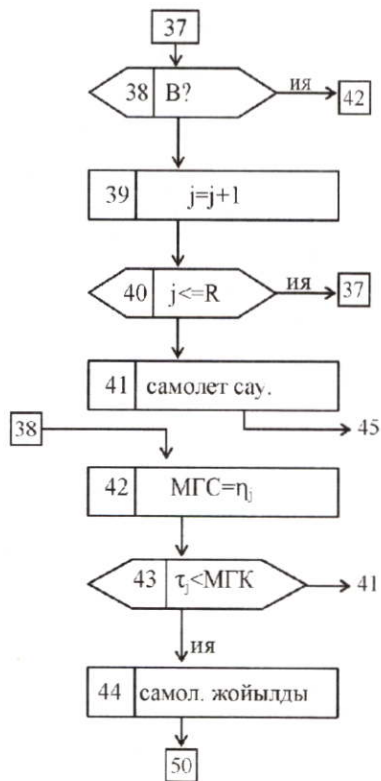 37
38 В? ия 42
39 j=j+1
40 j<=R ия 37
41 самолет сау.
38 45
42 МГС=ηj
43 τj<МГК 41
ия
44 самол. жойылды
50